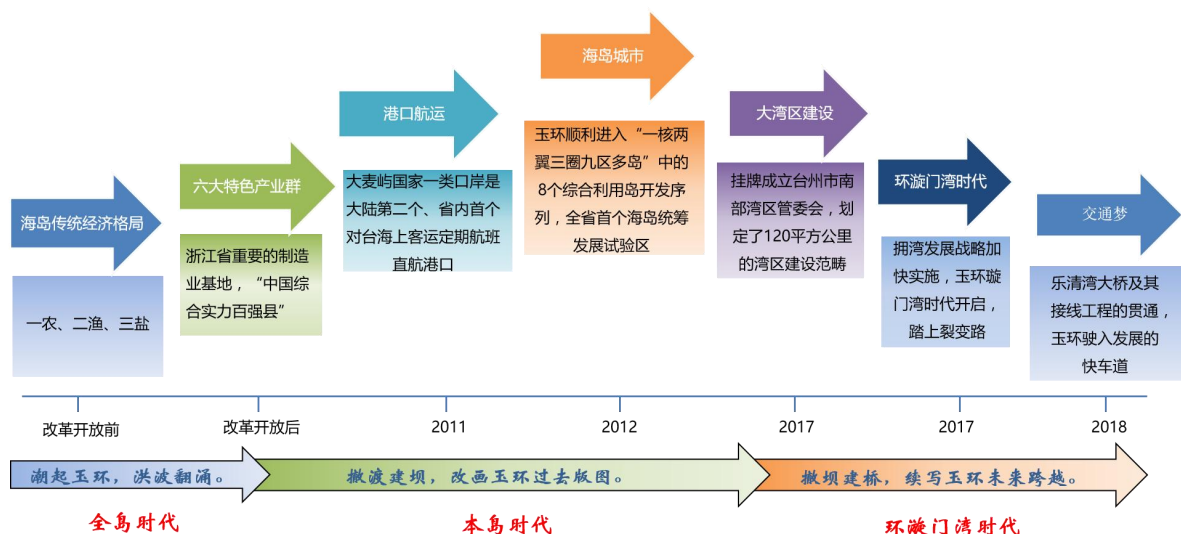 海岛传统经济格局
一农、二渔、三盐
六大特色产业群
浙江省重要的制造
业基地，“中国综
合实力百强县”
港口航运
大麦屿国家一类口岸是
大陆第二个、省内首个
对台海上客运定期航班
直航港口
海岛城市
玉环顺利进入“一核两
翼三圈九区多岛”中的
8个综合利用岛开发序
列，全省首个海岛统筹
发展试验区
大湾区建设
挂牌成立台州市南
部湾区管委会，划
定了120平方公里
的湾区建设范畴
环漩门湾时代
拥湾发展战略加
快实施，玉环璇
门湾时代开启，
踏上裂变路
交通梦
乐清湾大桥及其
接线工程的贯通，
玉环驶入发展的
快车道
改革开放前
改革开放后
2011
2012
2017
2017
2018
潮起玉环，洪波翻涌。
撤渡建坝，改画玉环过去版图。
撤坝建桥，续写玉环未来跨越。
全岛时代
本岛时代
环漩门湾时代